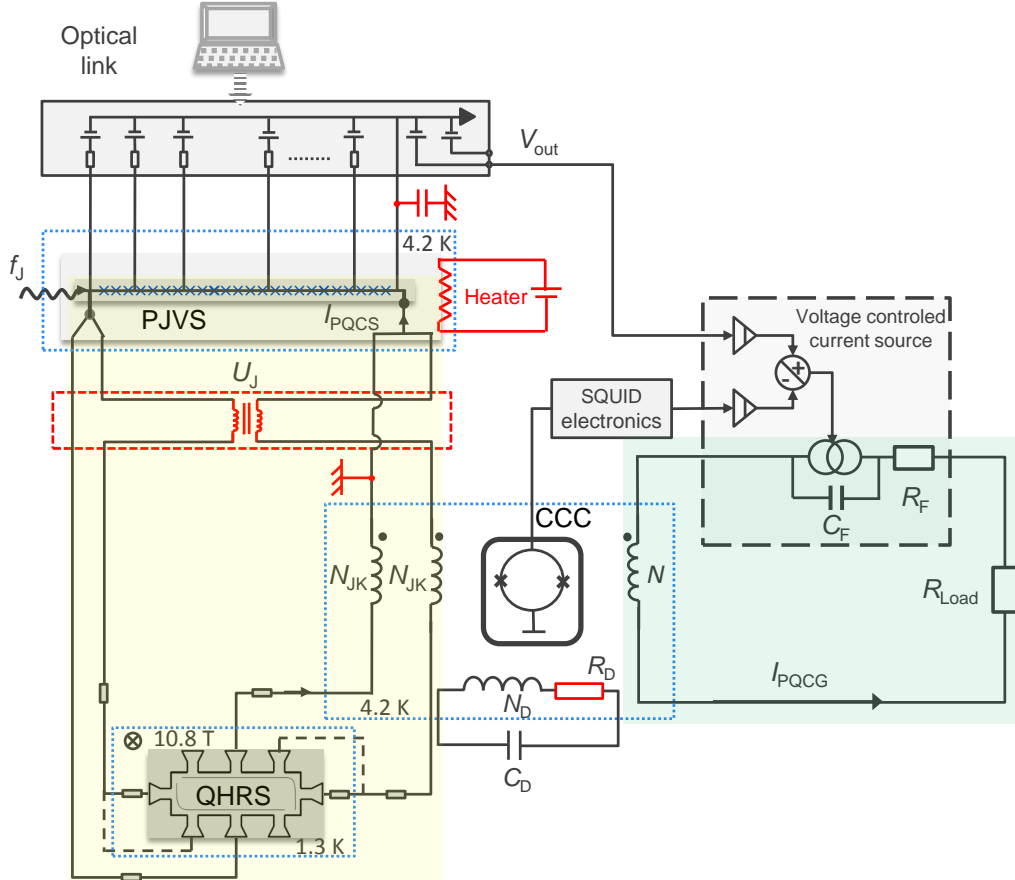 Optical
link
V_out
4.2 K
f_J
Heater
PJVS
I_PQCS
Voltage controled
current source
+
-
U_J
SQUID
electronics
R_F
C_F
CCC
N_JK
N_JK
N
R_Load
R_D
I_PQCG
N_D
4.2 K
10.8 T
C_D
QHRS
1.3 K